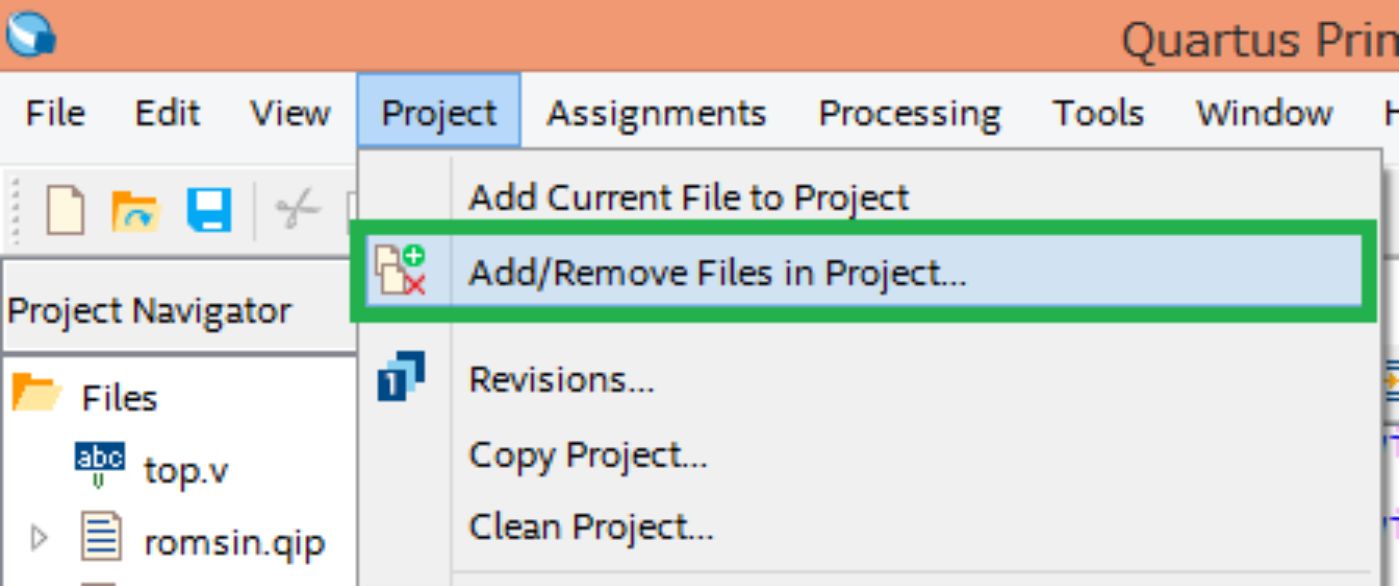 Quartus Prin
File Edit View Project Assignments Processing Tools Window H
Add Current File to Project
Add/Remove Files in Project...
Project Navigator
1 Revisions...
Files
abc top.v
Copy Project...
romsin.qip
Clean Project...